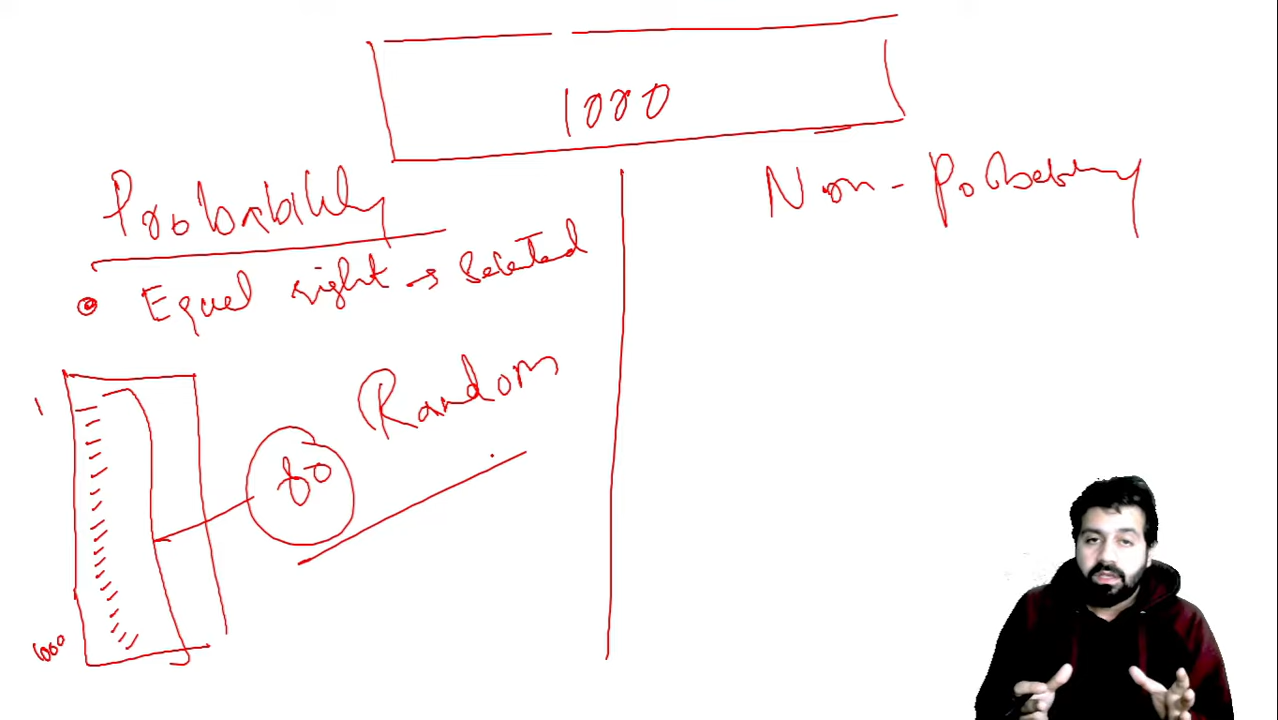 1000
Probability
Non-Probability
Equal right → Selected
Random
1
80
1000